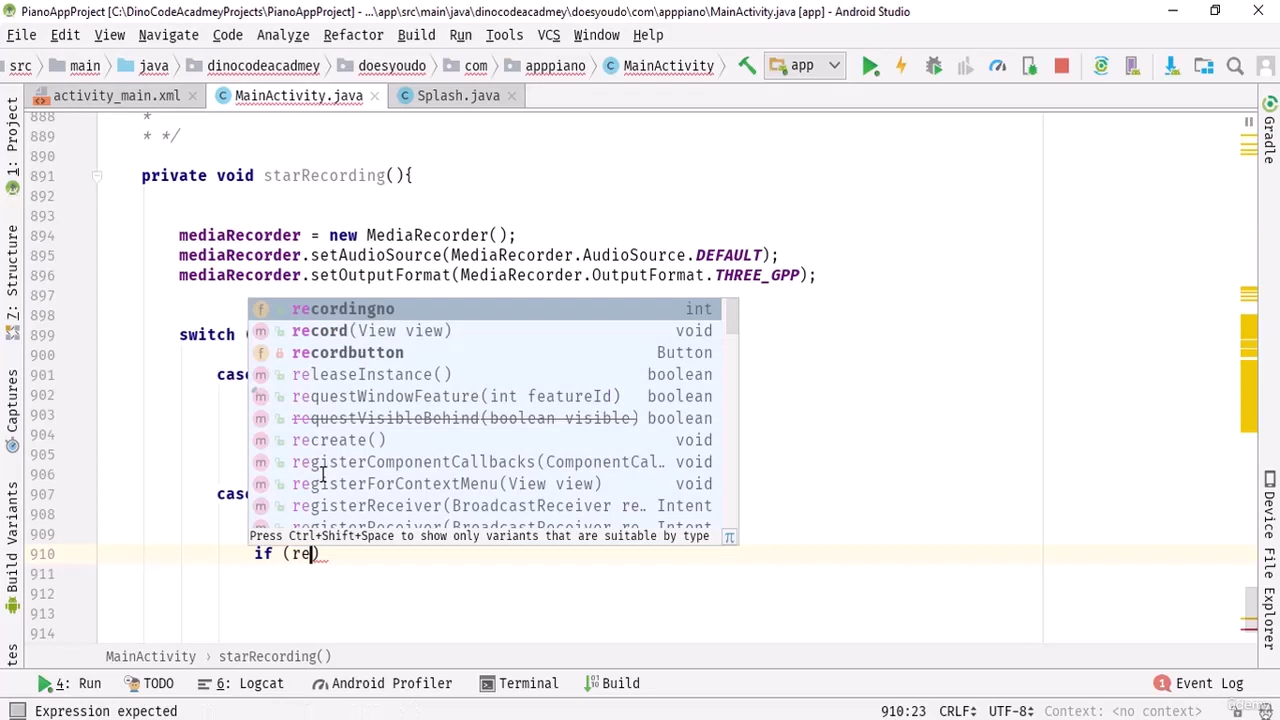 PianoAppProject [C:\DinoCodeAcadmeyProjects\PianoAppProject] - ...\app\src\main\java\dinocodeacadmey\doesyoudo\com\apppiano\MainActivity.java [app] - Android Studio
File Edit View Navigate Code Analyze Refactor Build Run Tools VCS Window Help
src main java dinocodeacadmey doesyoudo com apppiano MainActivity app
activity_main.xml MainActivity.java Splash.java
888 *
889 * */
890
891 private void starRecording(){
892
893
894 mediaRecorder = new MediaRecorder();
895 mediaRecorder.setAudioSource(MediaRecorder.AudioSource.DEFAULT);
896 mediaRecorder.setOutputFormat(MediaRecorder.OutputFormat.THREE_GPP);
897
898 recordingno int
899 switch record(View view) void
900 recordbutton Button
901 case releaseInstance() boolean
902 requestWindowFeature(int featureId) boolean
903 requestVisibleBehind(boolean visible) boolean
904 recreate() void
905 registerComponentCallbacks(ComponentCal… void
906 registerForContextMenu(View view) void
907 case registerReceiver(BroadcastReceiver re… Intent
908 registerReceiver(BroadcastReceiver re… Intent
909 Press Ctrl+Shift+Space to show only variants that are suitable by type π
910 if (re)
911
912
913
914
MainActivity › starRecording()
4: Run TODO 6: Logcat Android Profiler Terminal Build 1 Event Log
Expression expected 910:23 CRLF UTF-8 Context: <no context>
1: Project
7: Structure
Captures
Build Variants
Gradle
Device File Explorer